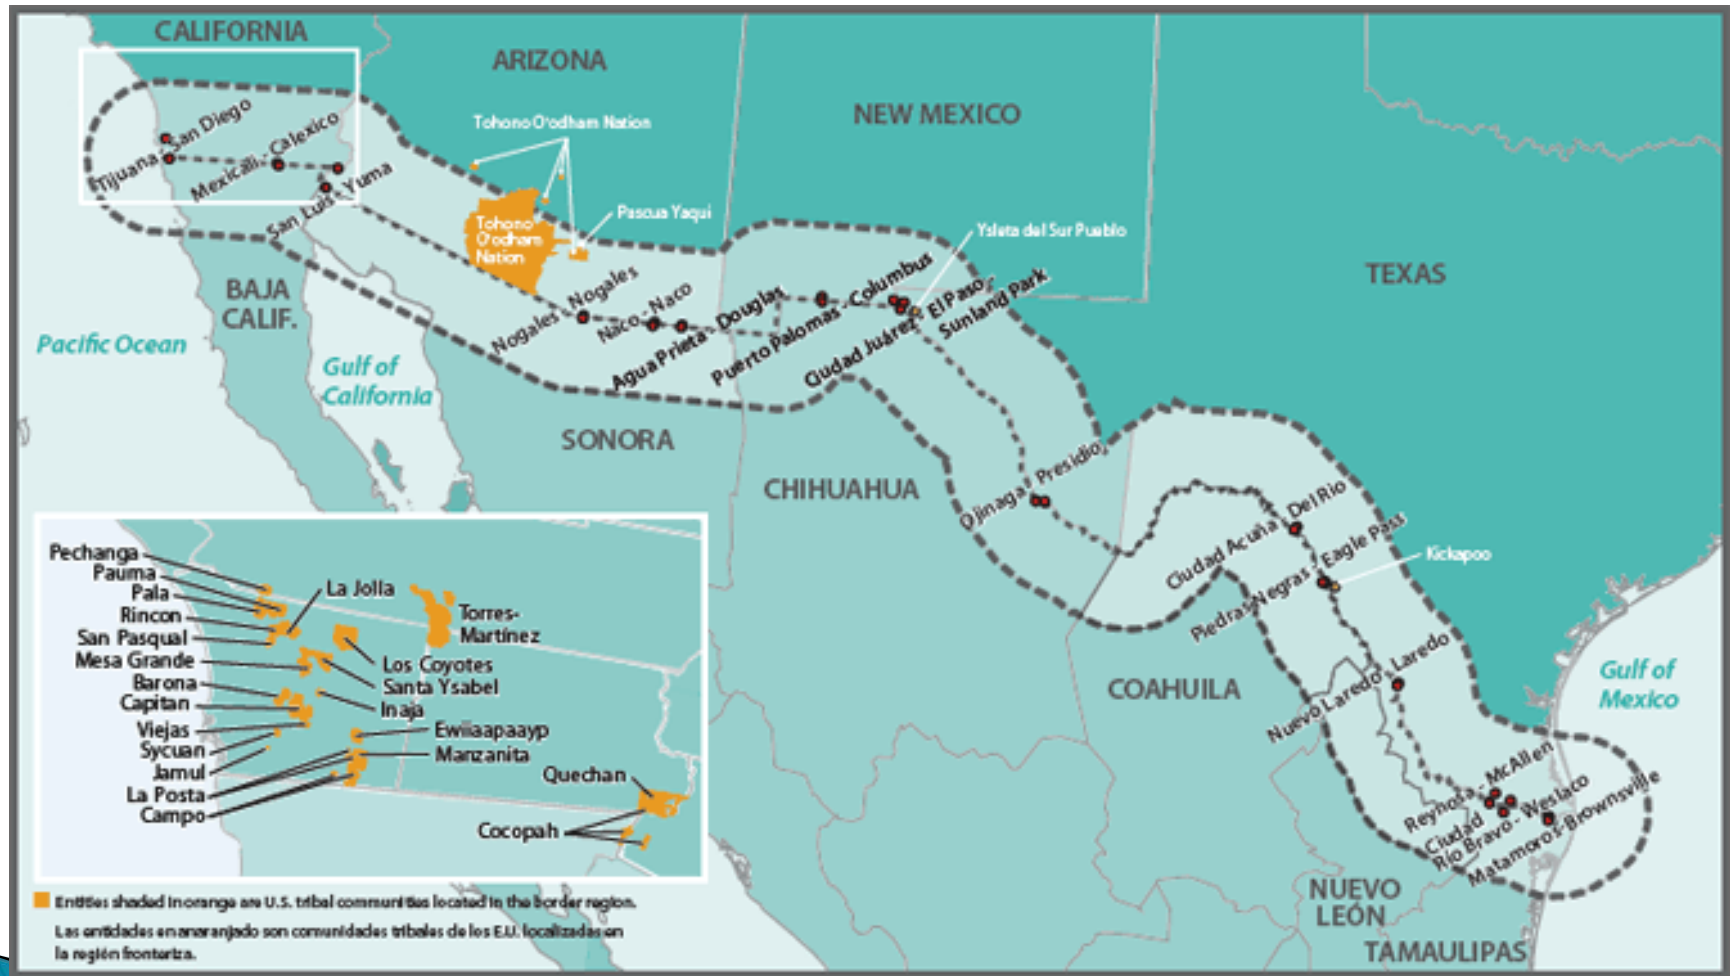 CALIFORNIA
ARIZONA
NEW MEXICO
TEXAS
Tohono O'odham Nation
Pascua Yaqui
Ysleta del Sur Pueblo
Tohono
O'odham
Nation
Tijuana - San Diego
Mexicali - Calexico
San Luis - Yuma
Nogales - Nogales
Naco - Naco
Agua Prieta - Douglas
Puerto Palomas - Columbus
Ciudad Juárez - El Paso -
Sunland Park
Ojinaga - Presidio
Ciudad Acuña - Del Rio
Piedras Negras - Eagle Pass
Kickapoo
Nuevo Laredo - Laredo
Reynosa - McAllen
Ciudad
Río Bravo - Weslaco
Matamoros-Brownsville
BAJA
CALIF.
Pacific Ocean
Gulf of
California
SONORA
CHIHUAHUA
COAHUILA
NUEVO
LEÓN
TAMAULIPAS
Gulf of
Mexico
Pechanga
Pauma
Pala
Rincon
San Pasqual
Mesa Grande
Barona
Capitan
Viejas
Sycuan
Jamul
La Posta
Campo
La Jolla
Torres-
Martínez
Los Coyotes
Santa Ysabel
Inaja
Ewiiaapaayp
Manzanita
Quechan
Cocopah
Entities shaded in orange are U.S. tribal communities located in the border region.
Las entidades en anaranjado son comunidades tribales de los E.U. localizadas en
la región fronteriza.